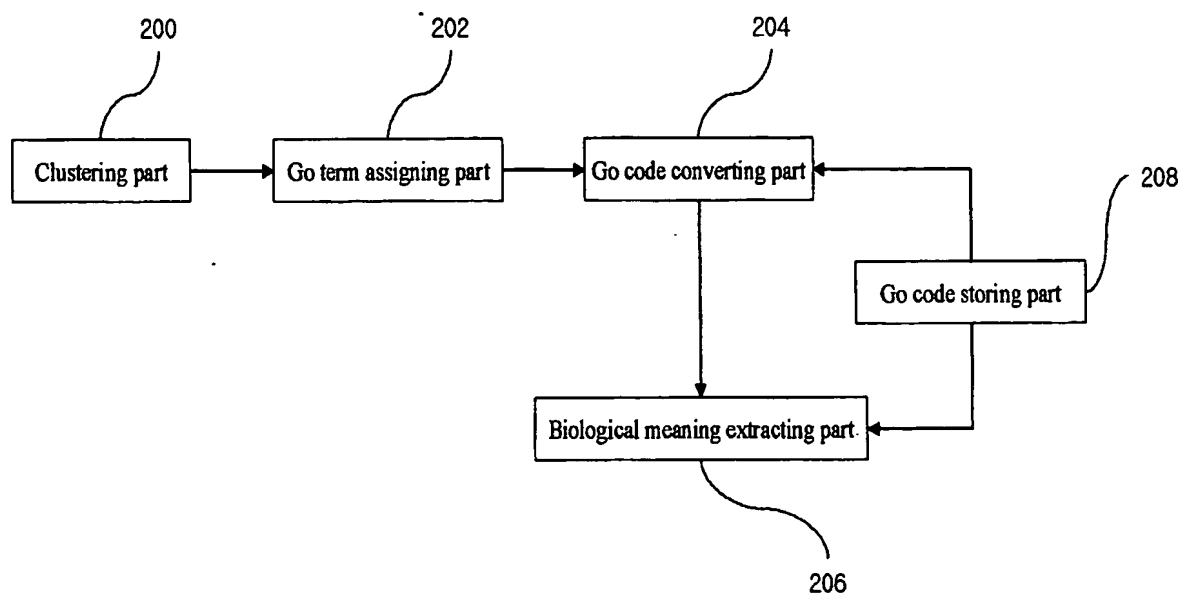 200
202
204
Clustering part
Go term assigning part
Go code converting part
208
Go code storing part
Biological meaning extracting part
206